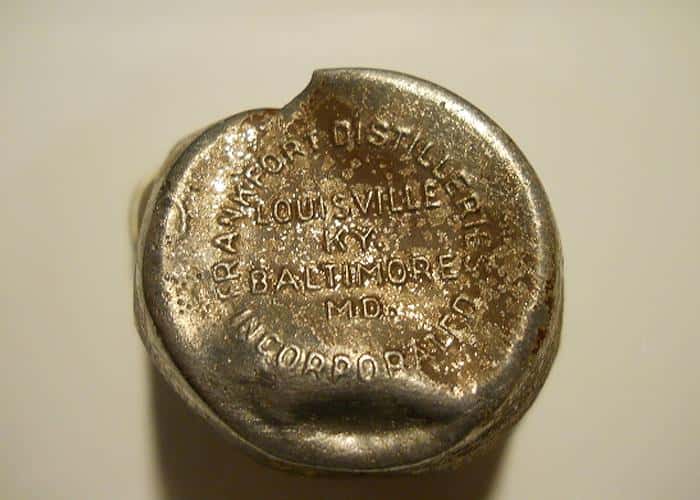 FRANKFORT DISTILLERIES
LOUISVILLE
KY.
BALTIMORE
MD.
INCORPORATED